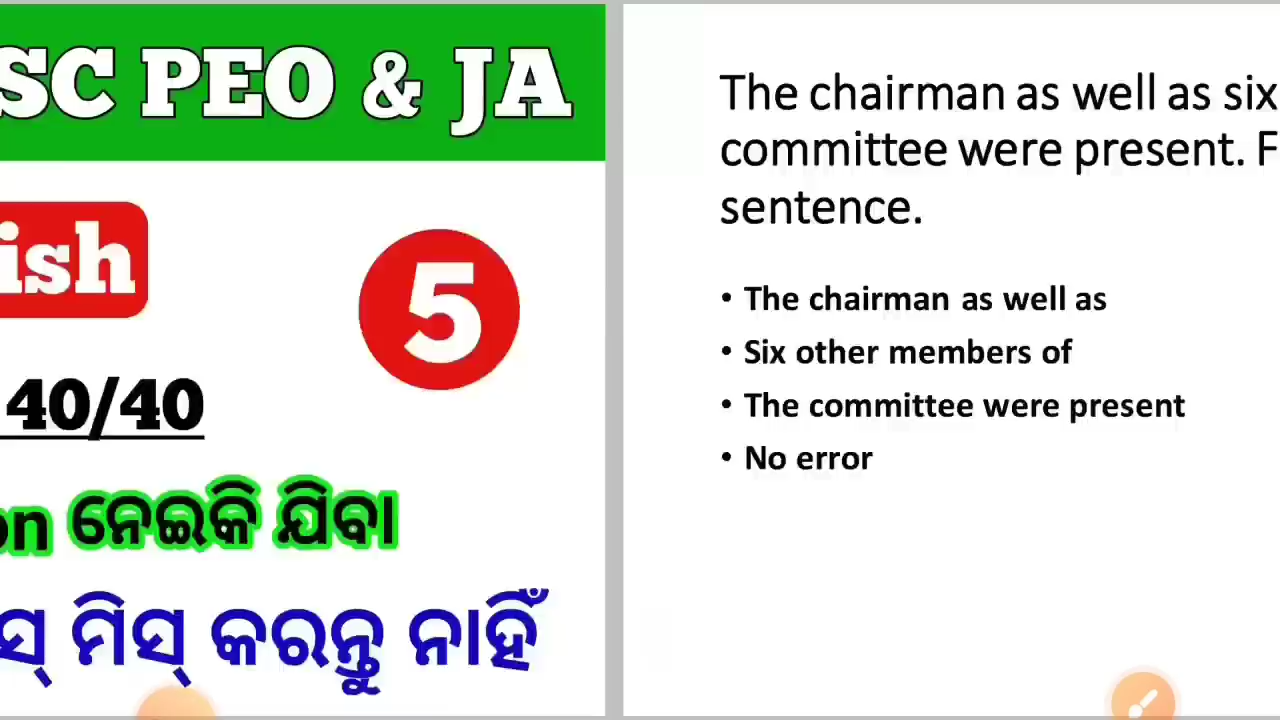 SC PEO & JA
ish
5
40/40
on ନେଇକି ଯିବା
ସ୍ ମିସ୍ କରନ୍ତୁ ନାହିଁ
The chairman as well as six
committee were present. F
sentence.
• The chairman as well as
• Six other members of
• The committee were present
• No error